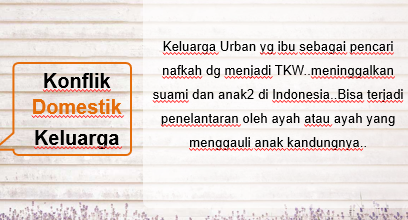 Konflik
Domestik
Keluarga
Keluarga Urban yg ibu sebagai pencari
nafkah dg menjadi TKW..meninggalkan
suami dan anak2 di Indonesia..Bisa terjadi
penelantaran oleh ayah atau ayah yang
menggauli anak kandungnya..